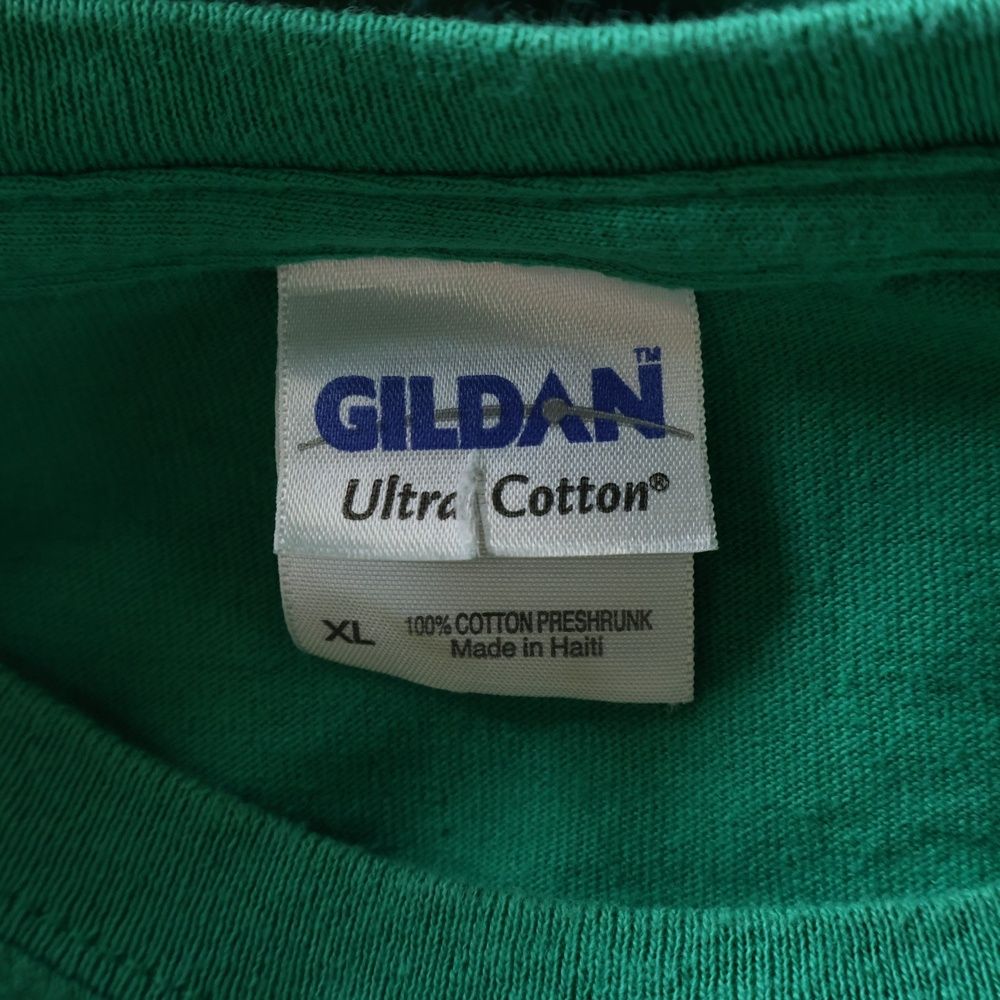 GILDAN™
Ultra Cotton®
XL 100% COTTON PRESHRUNK
Made in Haiti